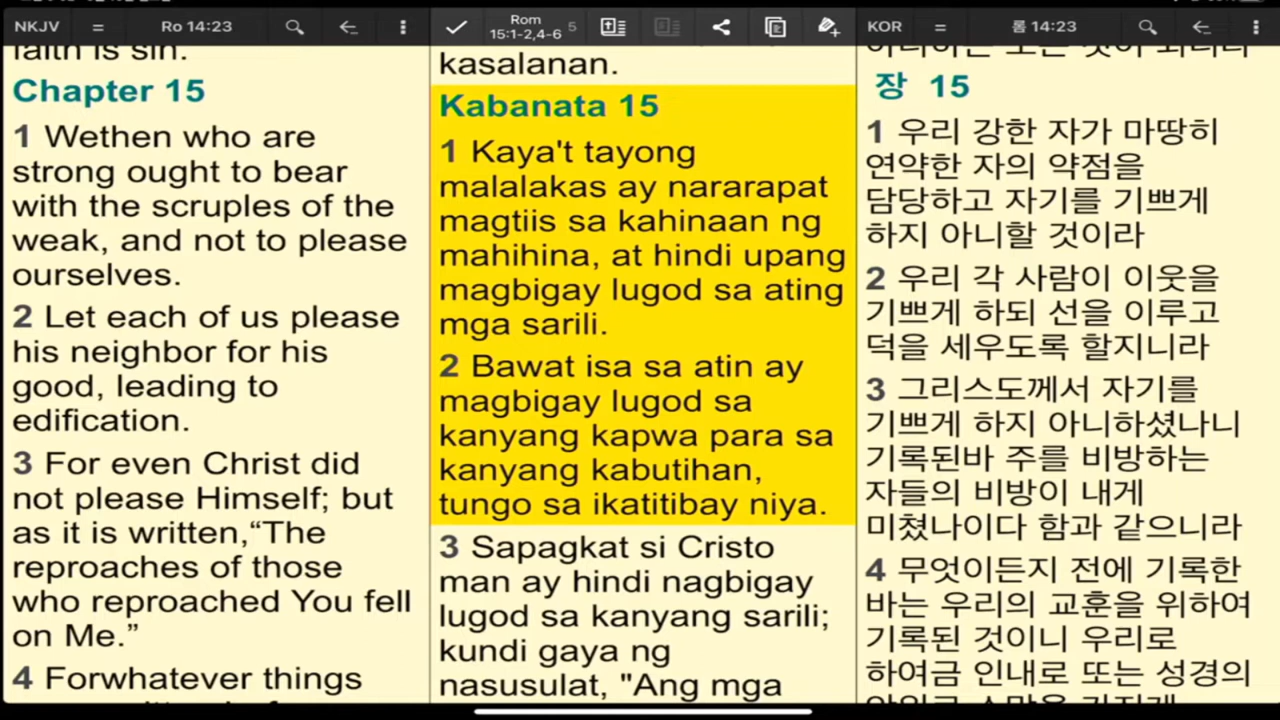 NKJV = Ro 14:23
faith is sin.
Chapter 15
1 Wethen who are
strong ought to bear
with the scruples of the
weak, and not to please
ourselves.
2 Let each of us please
his neighbor for his
good, leading to
edification.
3 For even Christ did
not please Himself; but
as it is written,“The
reproaches of those
who reproached You fell
on Me.”
4 Forwhatever things
Rom
15:1-2,4-6 5
kasalanan.
Kabanata 15
1 Kaya't tayong
malalakas ay nararapat
magtiis sa kahinaan ng
mahihina, at hindi upang
magbigay lugod sa ating
mga sarili.
2 Bawat isa sa atin ay
magbigay lugod sa
kanyang kapwa para sa
kanyang kabutihan,
tungo sa ikatitibay niya.
3 Sapagkat si Cristo
man ay hindi nagbigay
lugod sa kanyang sarili;
kundi gaya ng
nasusulat, "Ang mga
KOR = 롬 14:23
장 15
1 우리 강한 자가 마땅히
연약한 자의 약점을
담당하고 자기를 기쁘게
하지 아니할 것이라
2 우리 각 사람이 이웃을
기쁘게 하되 선을 이루고
덕을 세우도록 할지니라
3 그리스도께서 자기를
기쁘게 하지 아니하셨나니
기록된바 주를 비방하는
자들의 비방이 내게
미쳤나이다 함과 같으니라
4 무엇이든지 전에 기록한
바는 우리의 교훈을 위하여
기록된 것이니 우리로
하여금 인내로 또는 성경의